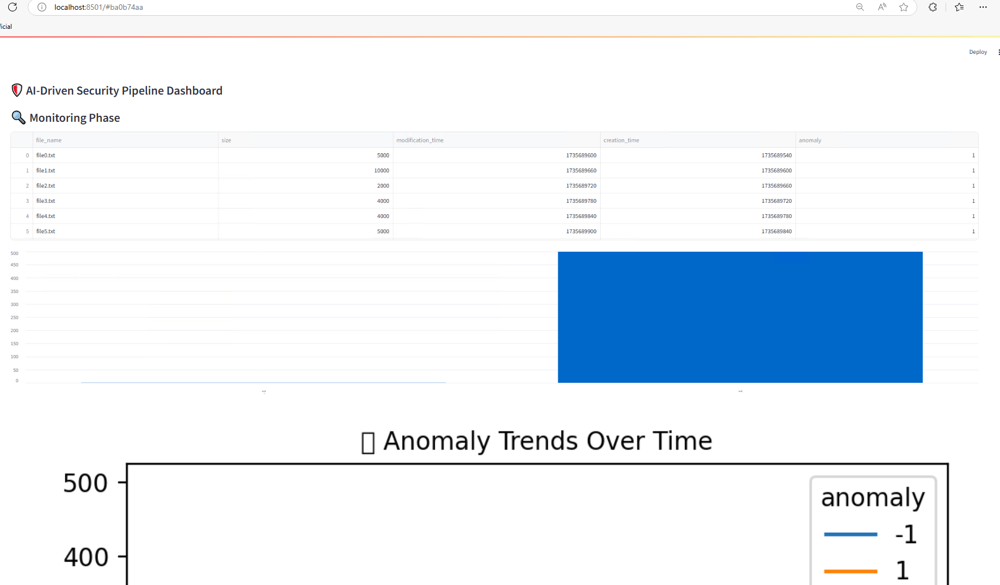 localhost:8501/#ba0b74aa
ficial
Deploy
AI-Driven Security Pipeline Dashboard
Monitoring Phase
file_name size modification_time creation_time anomaly
0 file0.txt 5000 1735689600 1735689540 1
1 file1.txt 10000 1735689660 1735689600 1
2 file2.txt 2000 1735689720 1735689660 1
3 file3.txt 4000 1735689780 1735689720 1
4 file4.txt 4000 1735689840 1735689780 1
5 file5.txt 5000 1735689900 1735689840 1
500
450
400
350
300
250
200
150
100
50
0
-1 1
Anomaly Trends Over Time
500
400
anomaly
-1
1